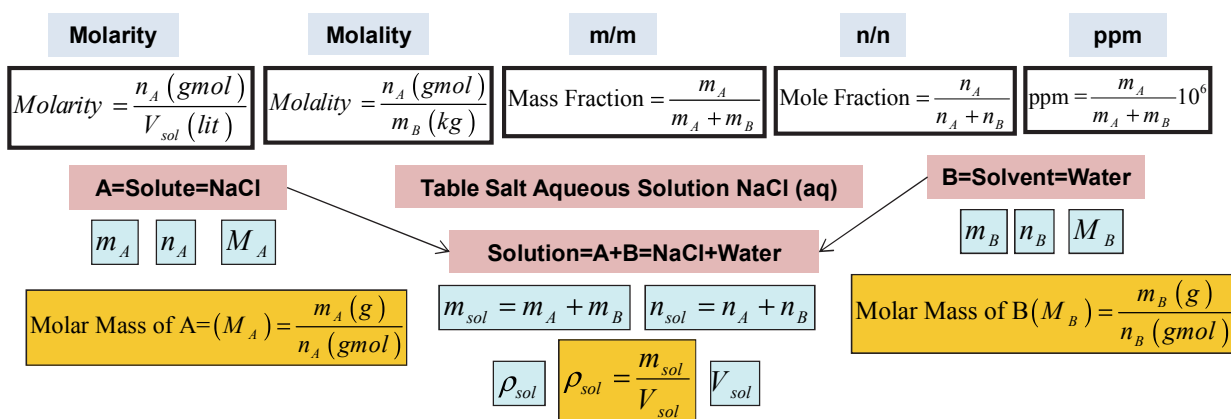 Molarity Molality m/m n/n ppm
Molarity = n_A (gmol) / V_sol (lit)
Molality = n_A (gmol) / m_B (kg)
Mass Fraction = m_A / (m_A + m_B)
Mole Fraction = n_A / (n_A + n_B)
ppm = m_A / (m_A + m_B) 10^6
A=Solute=NaCl
Table Salt Aqueous Solution NaCl (aq)
B=Solvent=Water
m_A n_A M_A
m_B n_B M_B
Solution=A+B=NaCl+Water
Molar Mass of A=(M_A) = m_A (g) / n_A (gmol)
m_sol = m_A + m_B
n_sol = n_A + n_B
Molar Mass of B(M_B) = m_B (g) / n_B (gmol)
ρ_sol
ρ_sol = m_sol / V_sol
V_sol